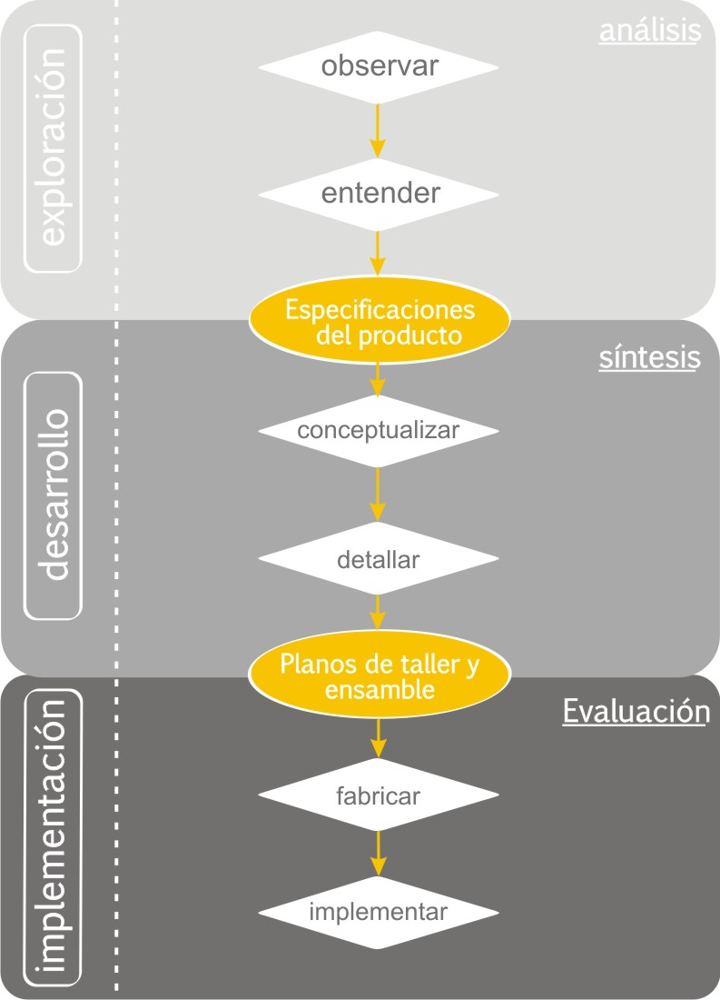 análisis
exploración
observar
entender
Especificaciones
del producto
síntesis
desarrollo
conceptualizar
detallar
Planos de taller y
ensamble
Evaluación
implementación
fabricar
implementar